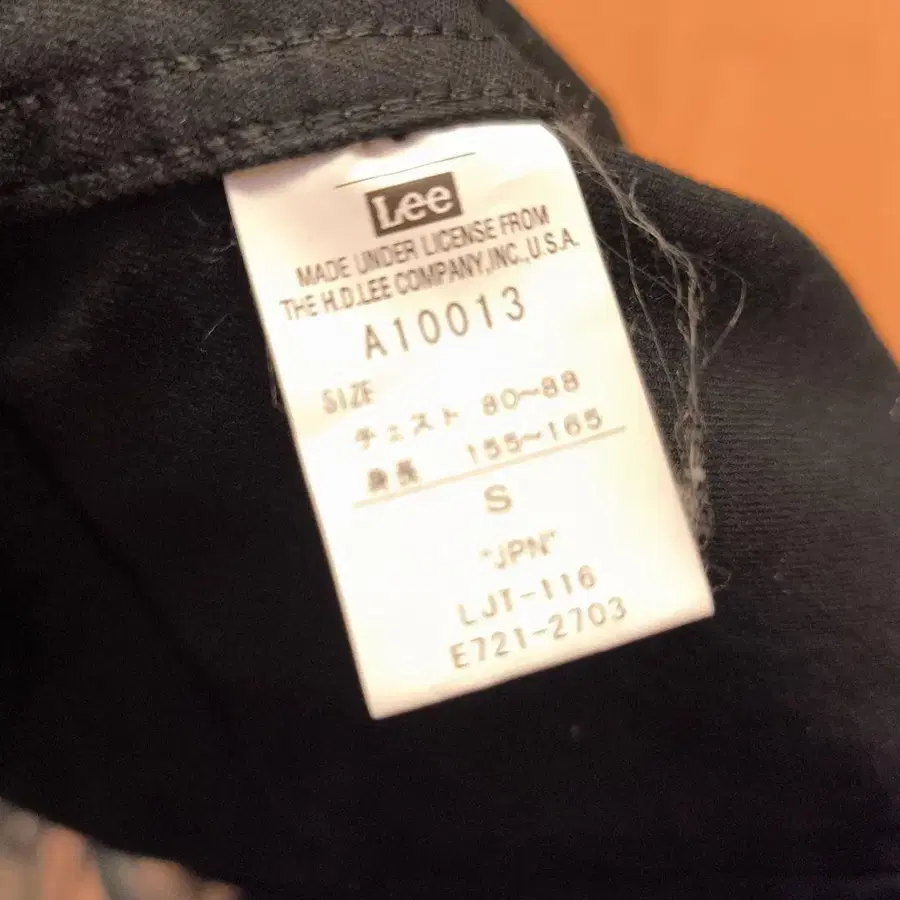 Lee
MADE UNDER LICENSE FROM
THE H.D.LEE COMPANY,INC.,U.S.A.
A10013
SIZE
チェスト 80~88
身長 155~165
S
"JPN"
LJT-116
E721-2703